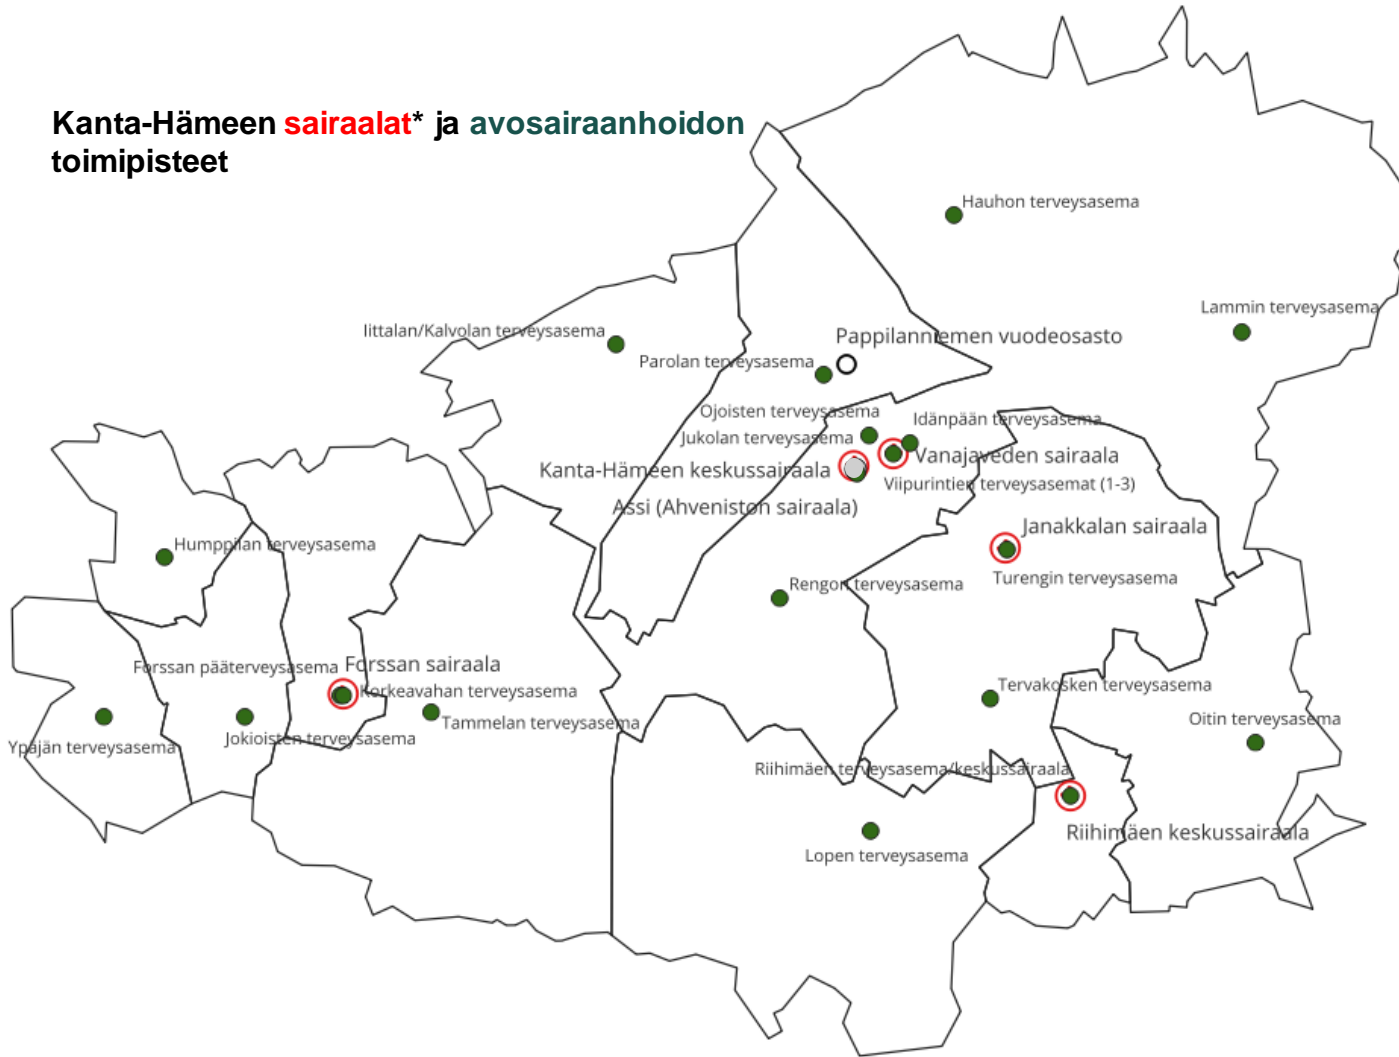 Kanta-Hämeen sairaalat* ja avosairaanhoidon
toimipisteet
Hauhon terveysasema
Lammin terveysasema
Iittalan/Kalvolan terveysasema
Pappilanniemen vuodeosasto
Parolan terveysasema
Ojoisten terveysasema
Idänpään terveysasema
Jukolan terveysasema
Vanajaveden sairaala
Kanta-Hämeen keskussairaala
Viipurintien terveysasemat (1-3)
Assi (Ahveniston sairaala)
Janakkalan sairaala
Humppilan terveysasema
Turengin terveysasema
Rengon terveysasema
Forssan pääterveysasema
Forssan sairaala
Korkeavahan terveysasema
Tervakosken terveysasema
Tammelan terveysasema
Oitin terveysasema
Jokioisten terveysasema
Ypäjän terveysasema
Riihimäen terveysasema/keskussairaala
Riihimäen keskussairaala
Lopen terveysasema